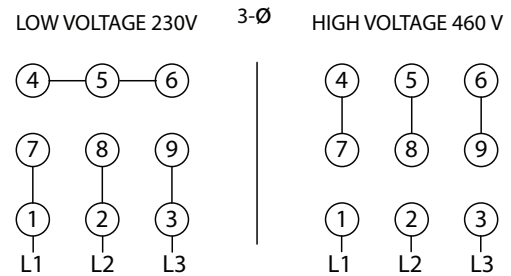 LOW VOLTAGE 230V 3-Ø HIGH VOLTAGE 460 V
4 5 6 4 5 6
7 8 9 7 8 9
1 2 3 1 2 3
L1 L2 L3 L1 L2 L3